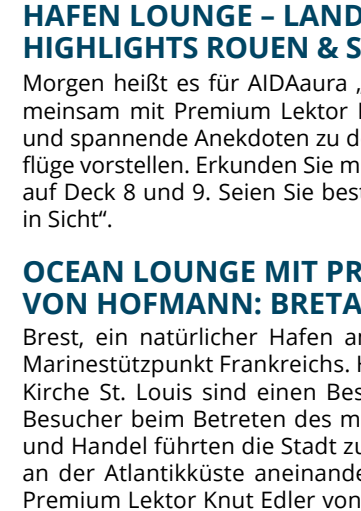 HAFEN LOUNGE – LAND
HIGHLIGHTS ROUEN & S
Morgen heißt es für AIDAaura „
meinsam mit Premium Lektor
und spannende Anekdoten zu d
flüge vorstellen. Erkunden Sie m
auf Deck 8 und 9. Seien Sie best
in Sicht“.
OCEAN LOUNGE MIT PR
VON HOFMANN: BRETA
Brest, ein natürlicher Hafen a
Marinestützpunkt Frankreichs.
Kirche St. Louis sind einen Bes
Besucher beim Betreten des m
und Handel führten die Stadt zu
an der Atlantikküste aneinande
Premium Lektor Knut Edler von